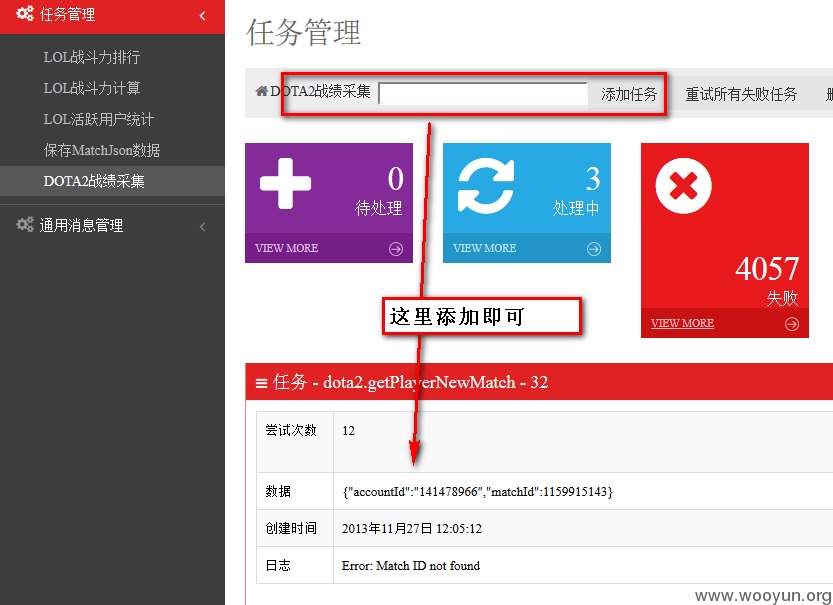 任务管理
LOL战斗力排行
LOL战斗力计算
LOL活跃用户统计
保存MatchJson数据
DOTA2战绩采集
通用消息管理
任务管理
DOTA2战绩采集 添加任务 重试所有失败任务
0
待处理
VIEW MORE
3
处理中
VIEW MORE
4057
失败
VIEW MORE
这里添加即可
任务 - dota2.getPlayerNewMatch - 32
尝试次数 12
数据 {"accountId":"141478966","matchId":1159915143}
创建时间 2013年11月27日 12:05:12
日志 Error: Match ID not found
www.wooyun.org